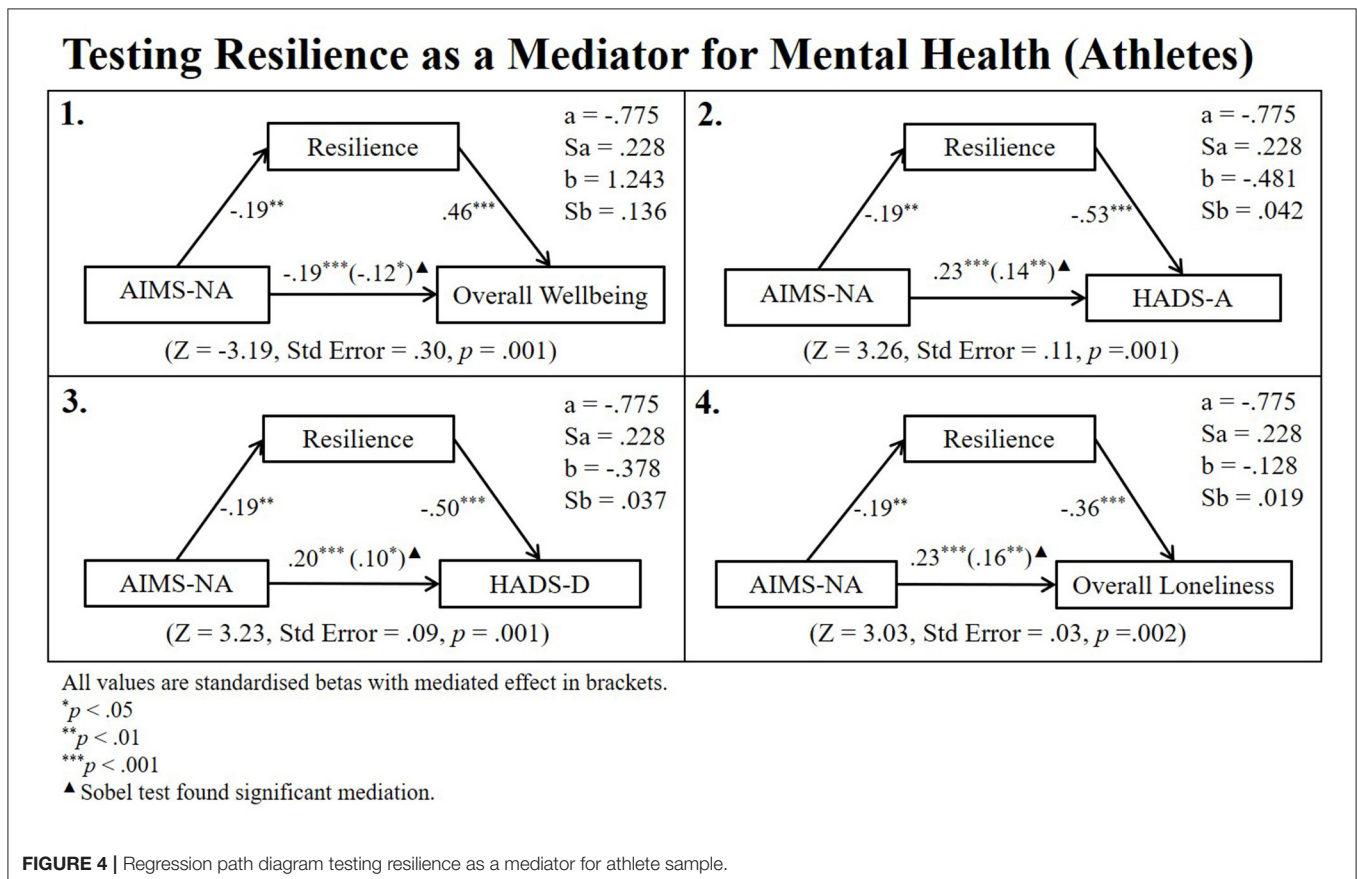 Testing Resilience as a Mediator for Mental Health (Athletes)
1.
a = -.775
Sa = .228
b = 1.243
Sb = .136
Resilience
-.19**
.46***
AIMS-NA
-.19***(-.12*)▲
Overall Wellbeing
(Z = -3.19, Std Error = .30, p = .001)
2.
a = -.775
Sa = .228
b = -.481
Sb = .042
Resilience
-.19**
-.53***
AIMS-NA
.23***(.14**)▲
HADS-A
(Z = 3.26, Std Error = .11, p =.001)
3.
a = -.775
Sa = .228
b = -.378
Sb = .037
Resilience
-.19**
-.50***
AIMS-NA
.20*** (.10*)▲
HADS-D
(Z = 3.23, Std Error = .09, p = .001)
4.
a = -.775
Sa = .228
b = -.128
Sb = .019
Resilience
-.19**
-.36***
AIMS-NA
.23***(.16**)▲
Overall Loneliness
(Z = 3.03, Std Error = .03, p =.002)
All values are standardised betas with mediated effect in brackets.
*p < .05
**p < .01
***p < .001
▲ Sobel test found significant mediation.
FIGURE 4 | Regression path diagram testing resilience as a mediator for athlete sample.